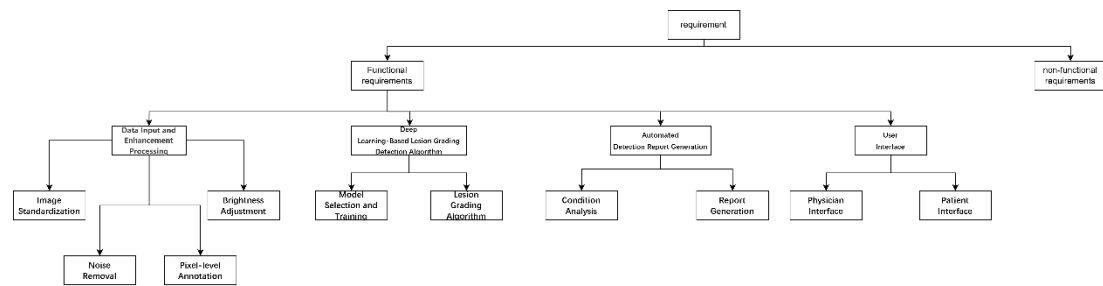 requirement
Functional
requirements
non-functional
requirements
Data Input and
Enhancement
Processing
Deep
Learning-Based Lesion Grading
Detection Algorithm
Automated
Detection Report Generation
User
Interface
Image
Standardization
Brightness
Adjustment
Model
Selection and
Training
Lesion
Grading
Algorithm
Condition
Analysis
Report
Generation
Physician
Interface
Patient
Interface
Noise
Removal
Pixel-level
Annotation